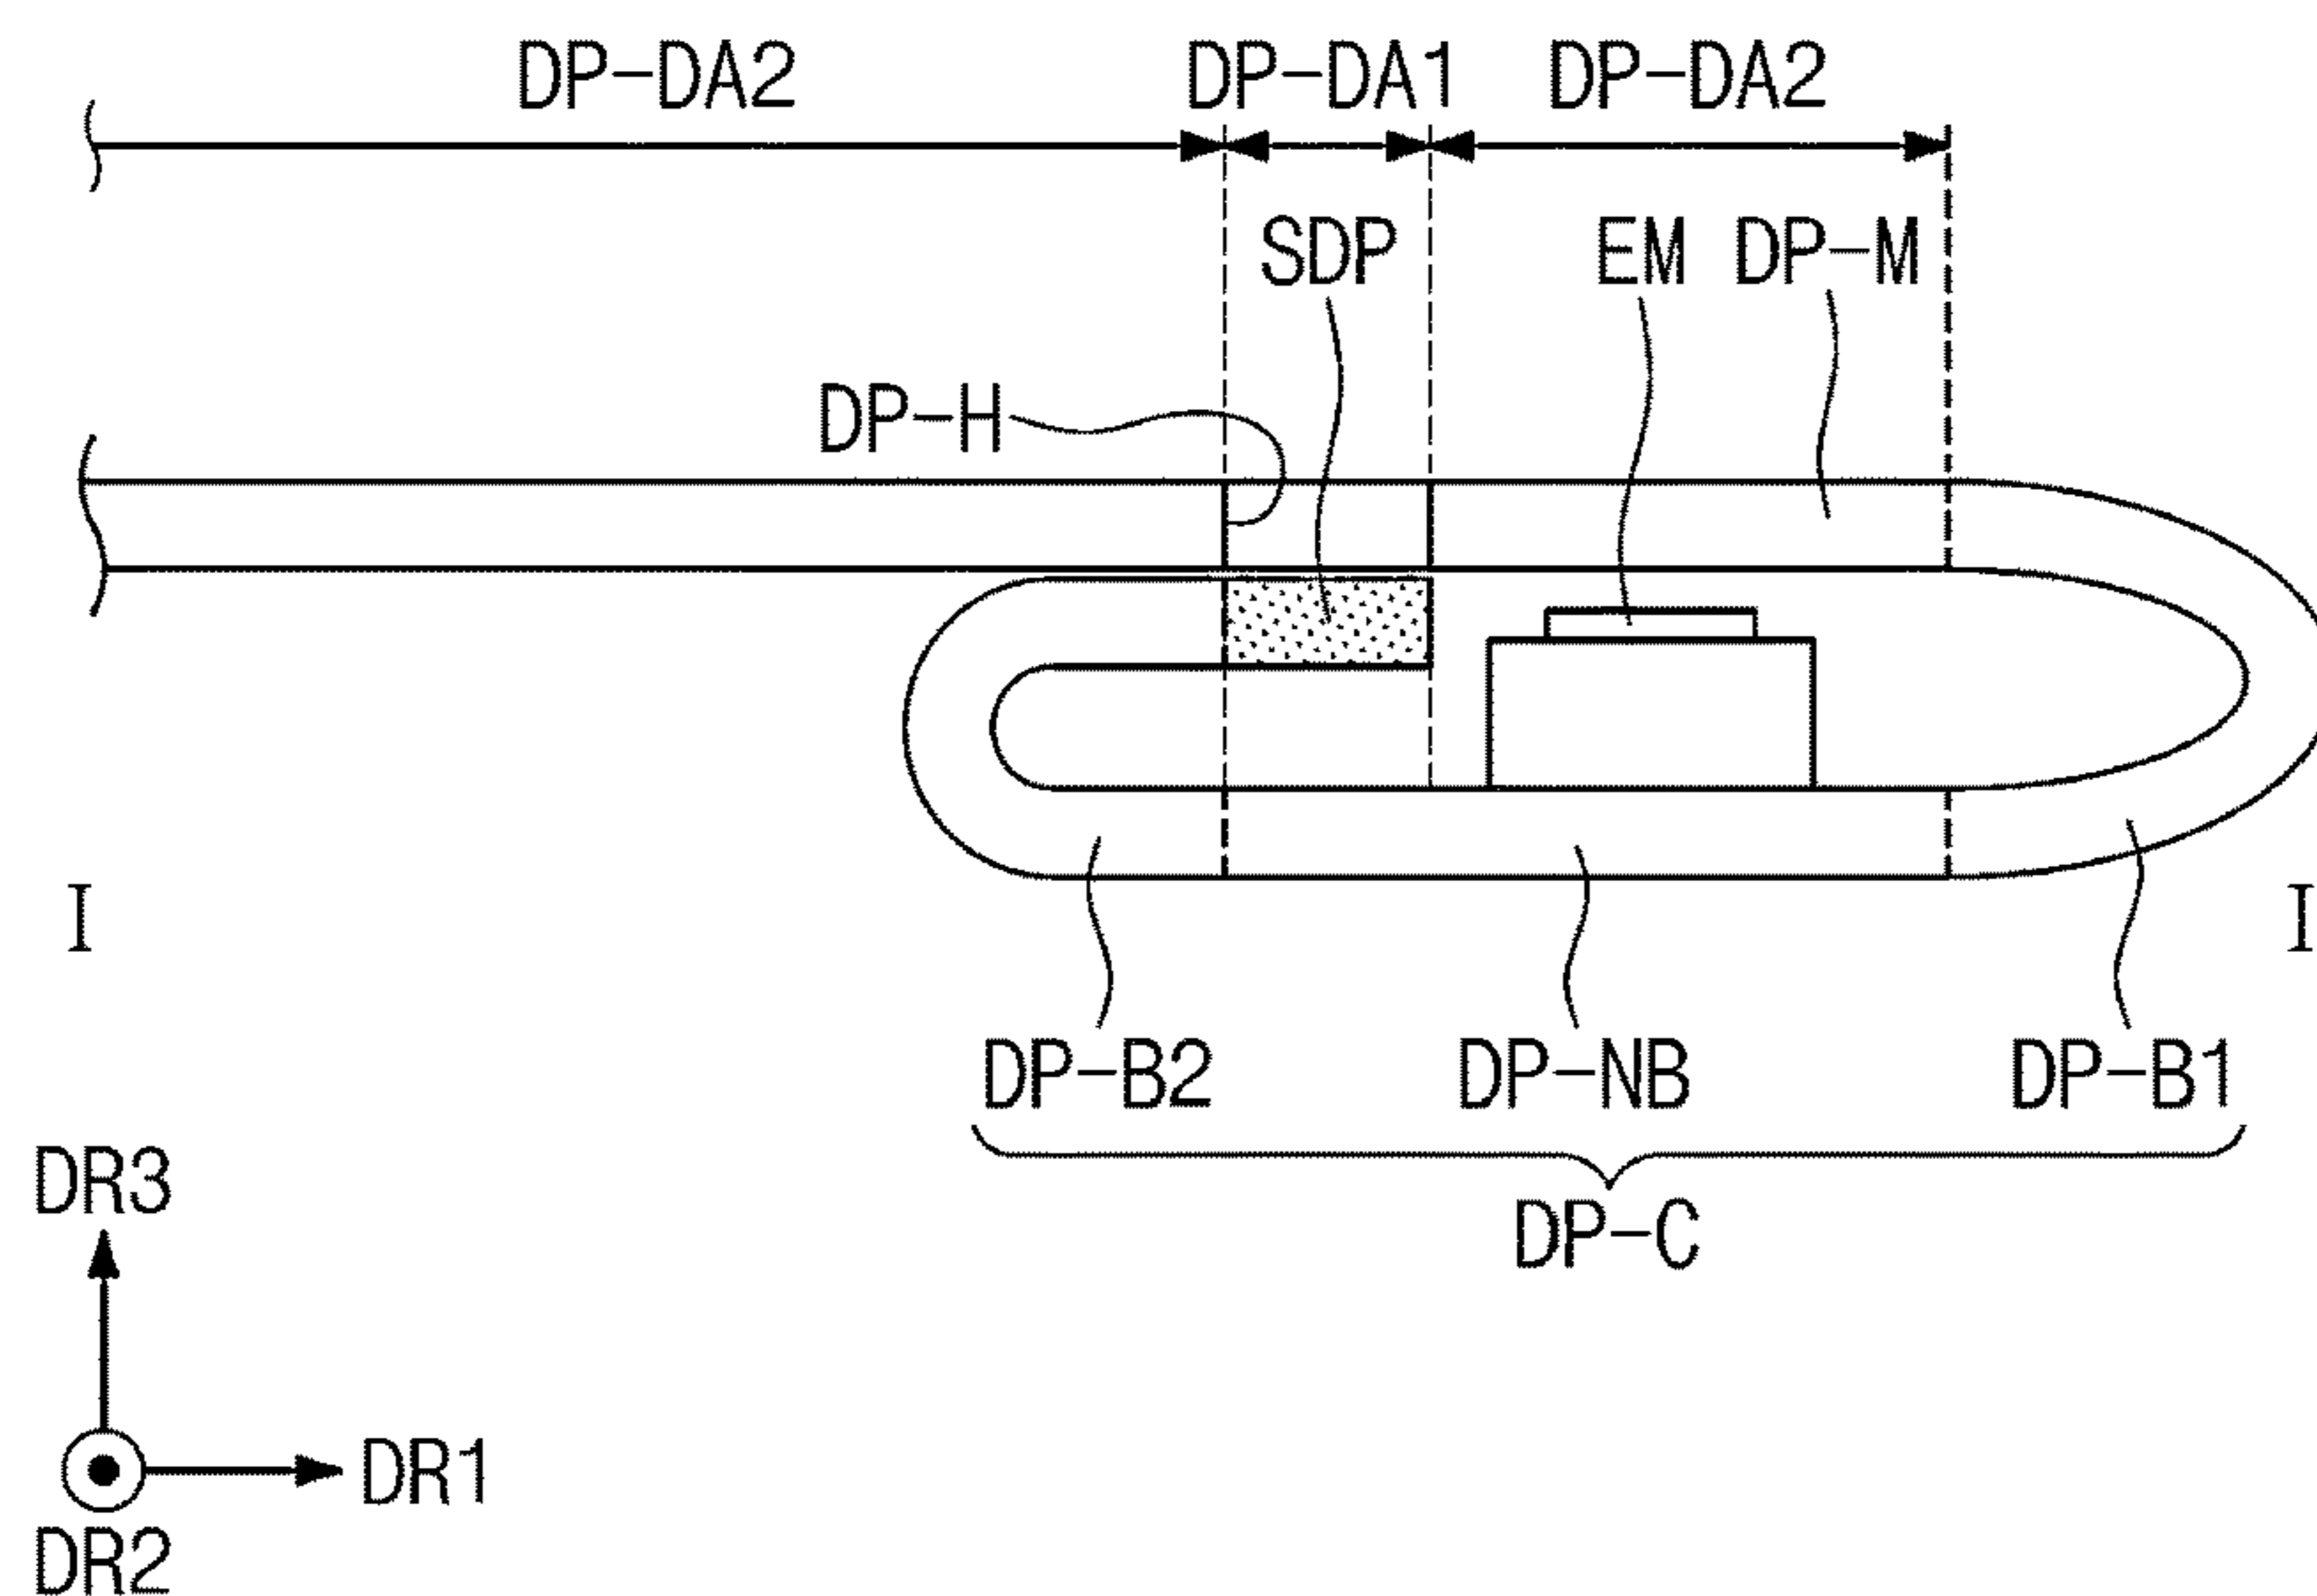 DP-DA2 DP-DA1 DP-DA2
SDP EM DP-M
DP-H
I I
DP-B2 DP-NB DP-B1
DP-C
DR3
DR1
DR2